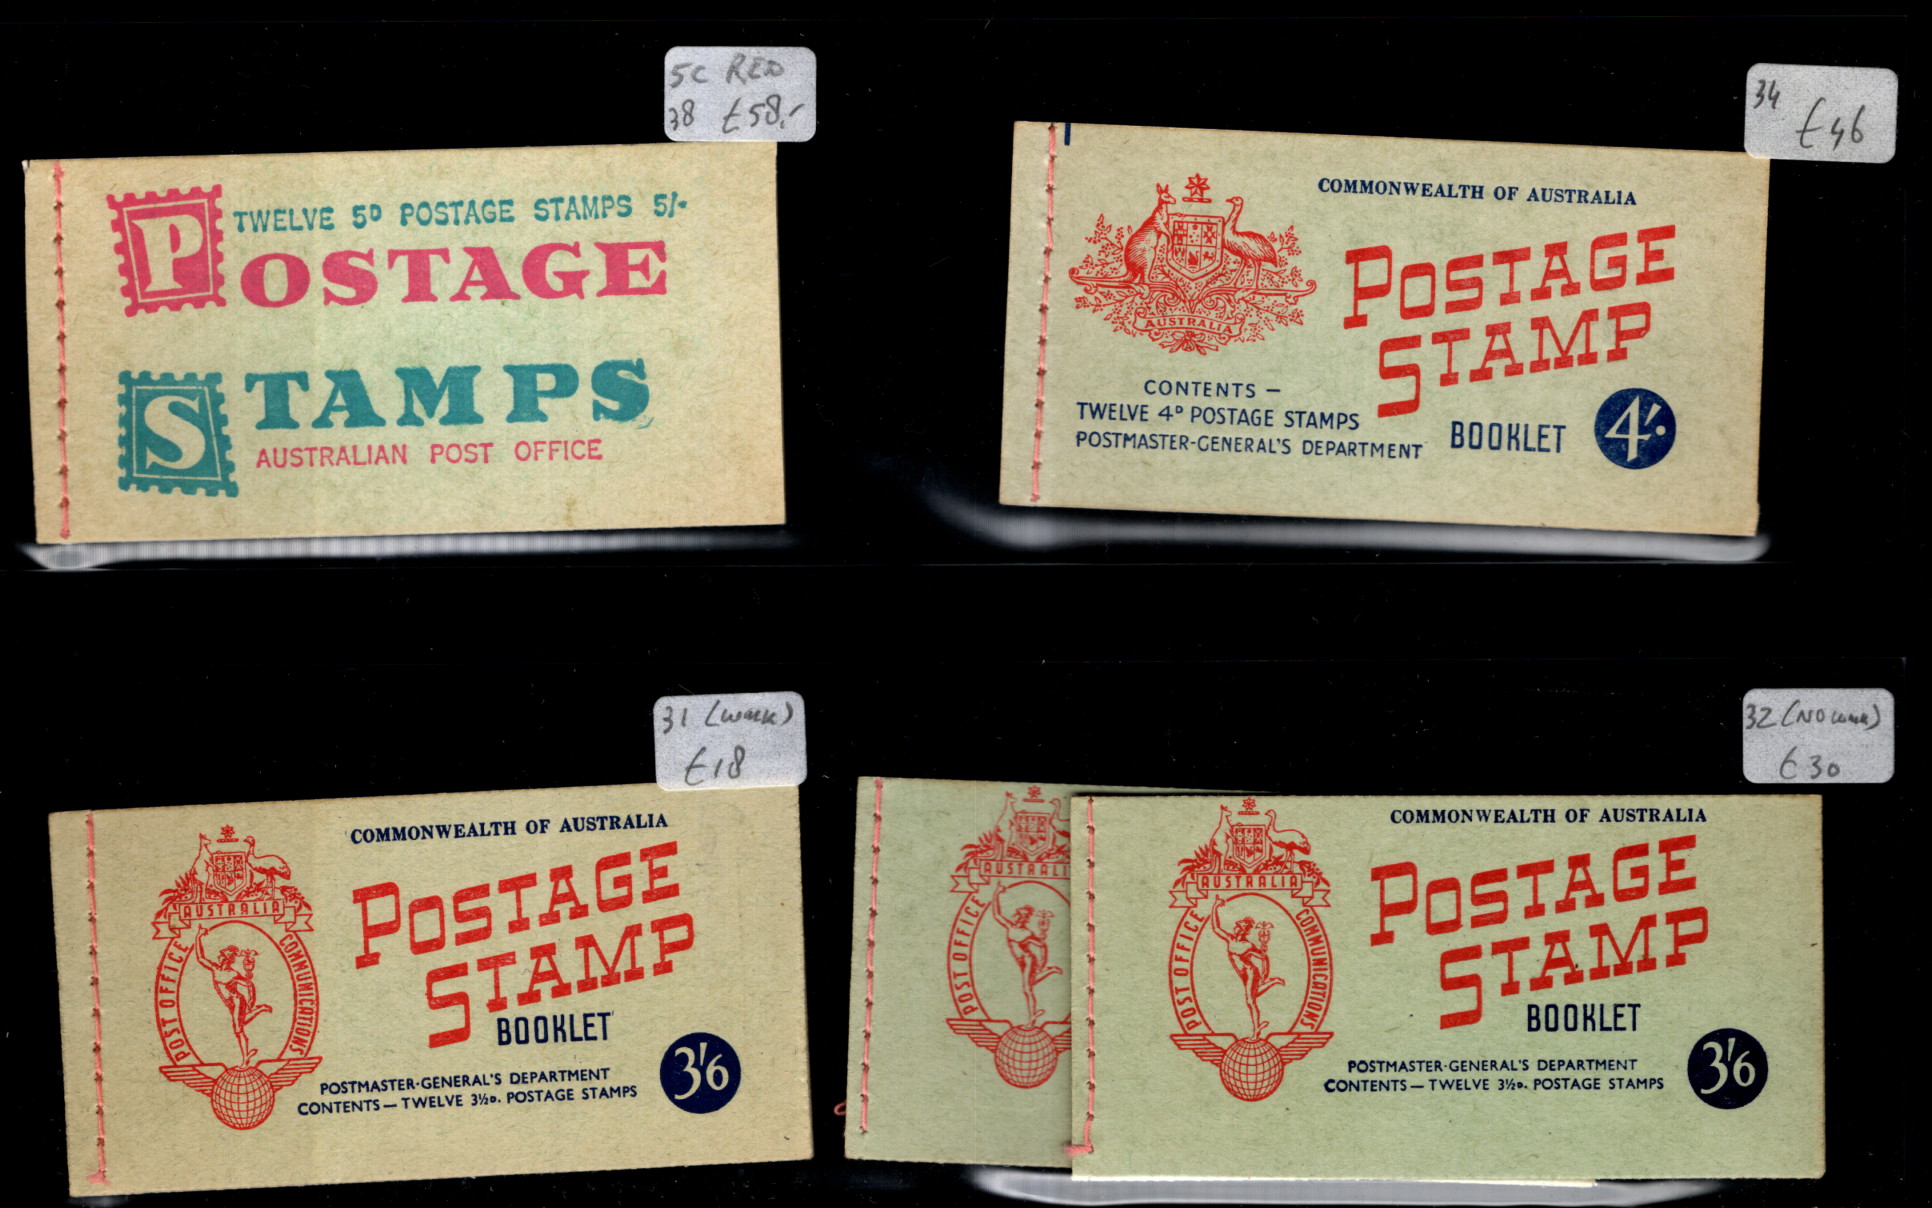 5c RED
38 £58,-
TWELVE 5D POSTAGE STAMPS 5/-
POSTAGE
STAMPS
AUSTRALIAN POST OFFICE
34
£46
COMMONWEALTH OF AUSTRALIA
POSTAGE
STAMP
AUSTRALIA
CONTENTS —
TWELVE 4D POSTAGE STAMPS
POSTMASTER-GENERAL'S DEPARTMENT
BOOKLET
4/-
31 (WMK)
£18
COMMONWEALTH OF AUSTRALIA
POSTAGE
STAMP
BOOKLET
AUSTRALIA
POST OFFICE COMMUNICATIONS
POSTMASTER-GENERAL'S DEPARTMENT
CONTENTS — TWELVE 3½D. POSTAGE STAMPS
3/6
AUSTRALI
POST OFFICE
32 (NO WMK)
£30
COMMONWEALTH OF AUSTRALIA
POSTAGE
STAMP
BOOKLET
AUSTRALIA
POST OFFICE COMMUNICATIONS
POSTMASTER-GENERAL'S DEPARTMENT
CONTENTS — TWELVE 3½D. POSTAGE STAMPS
3/6